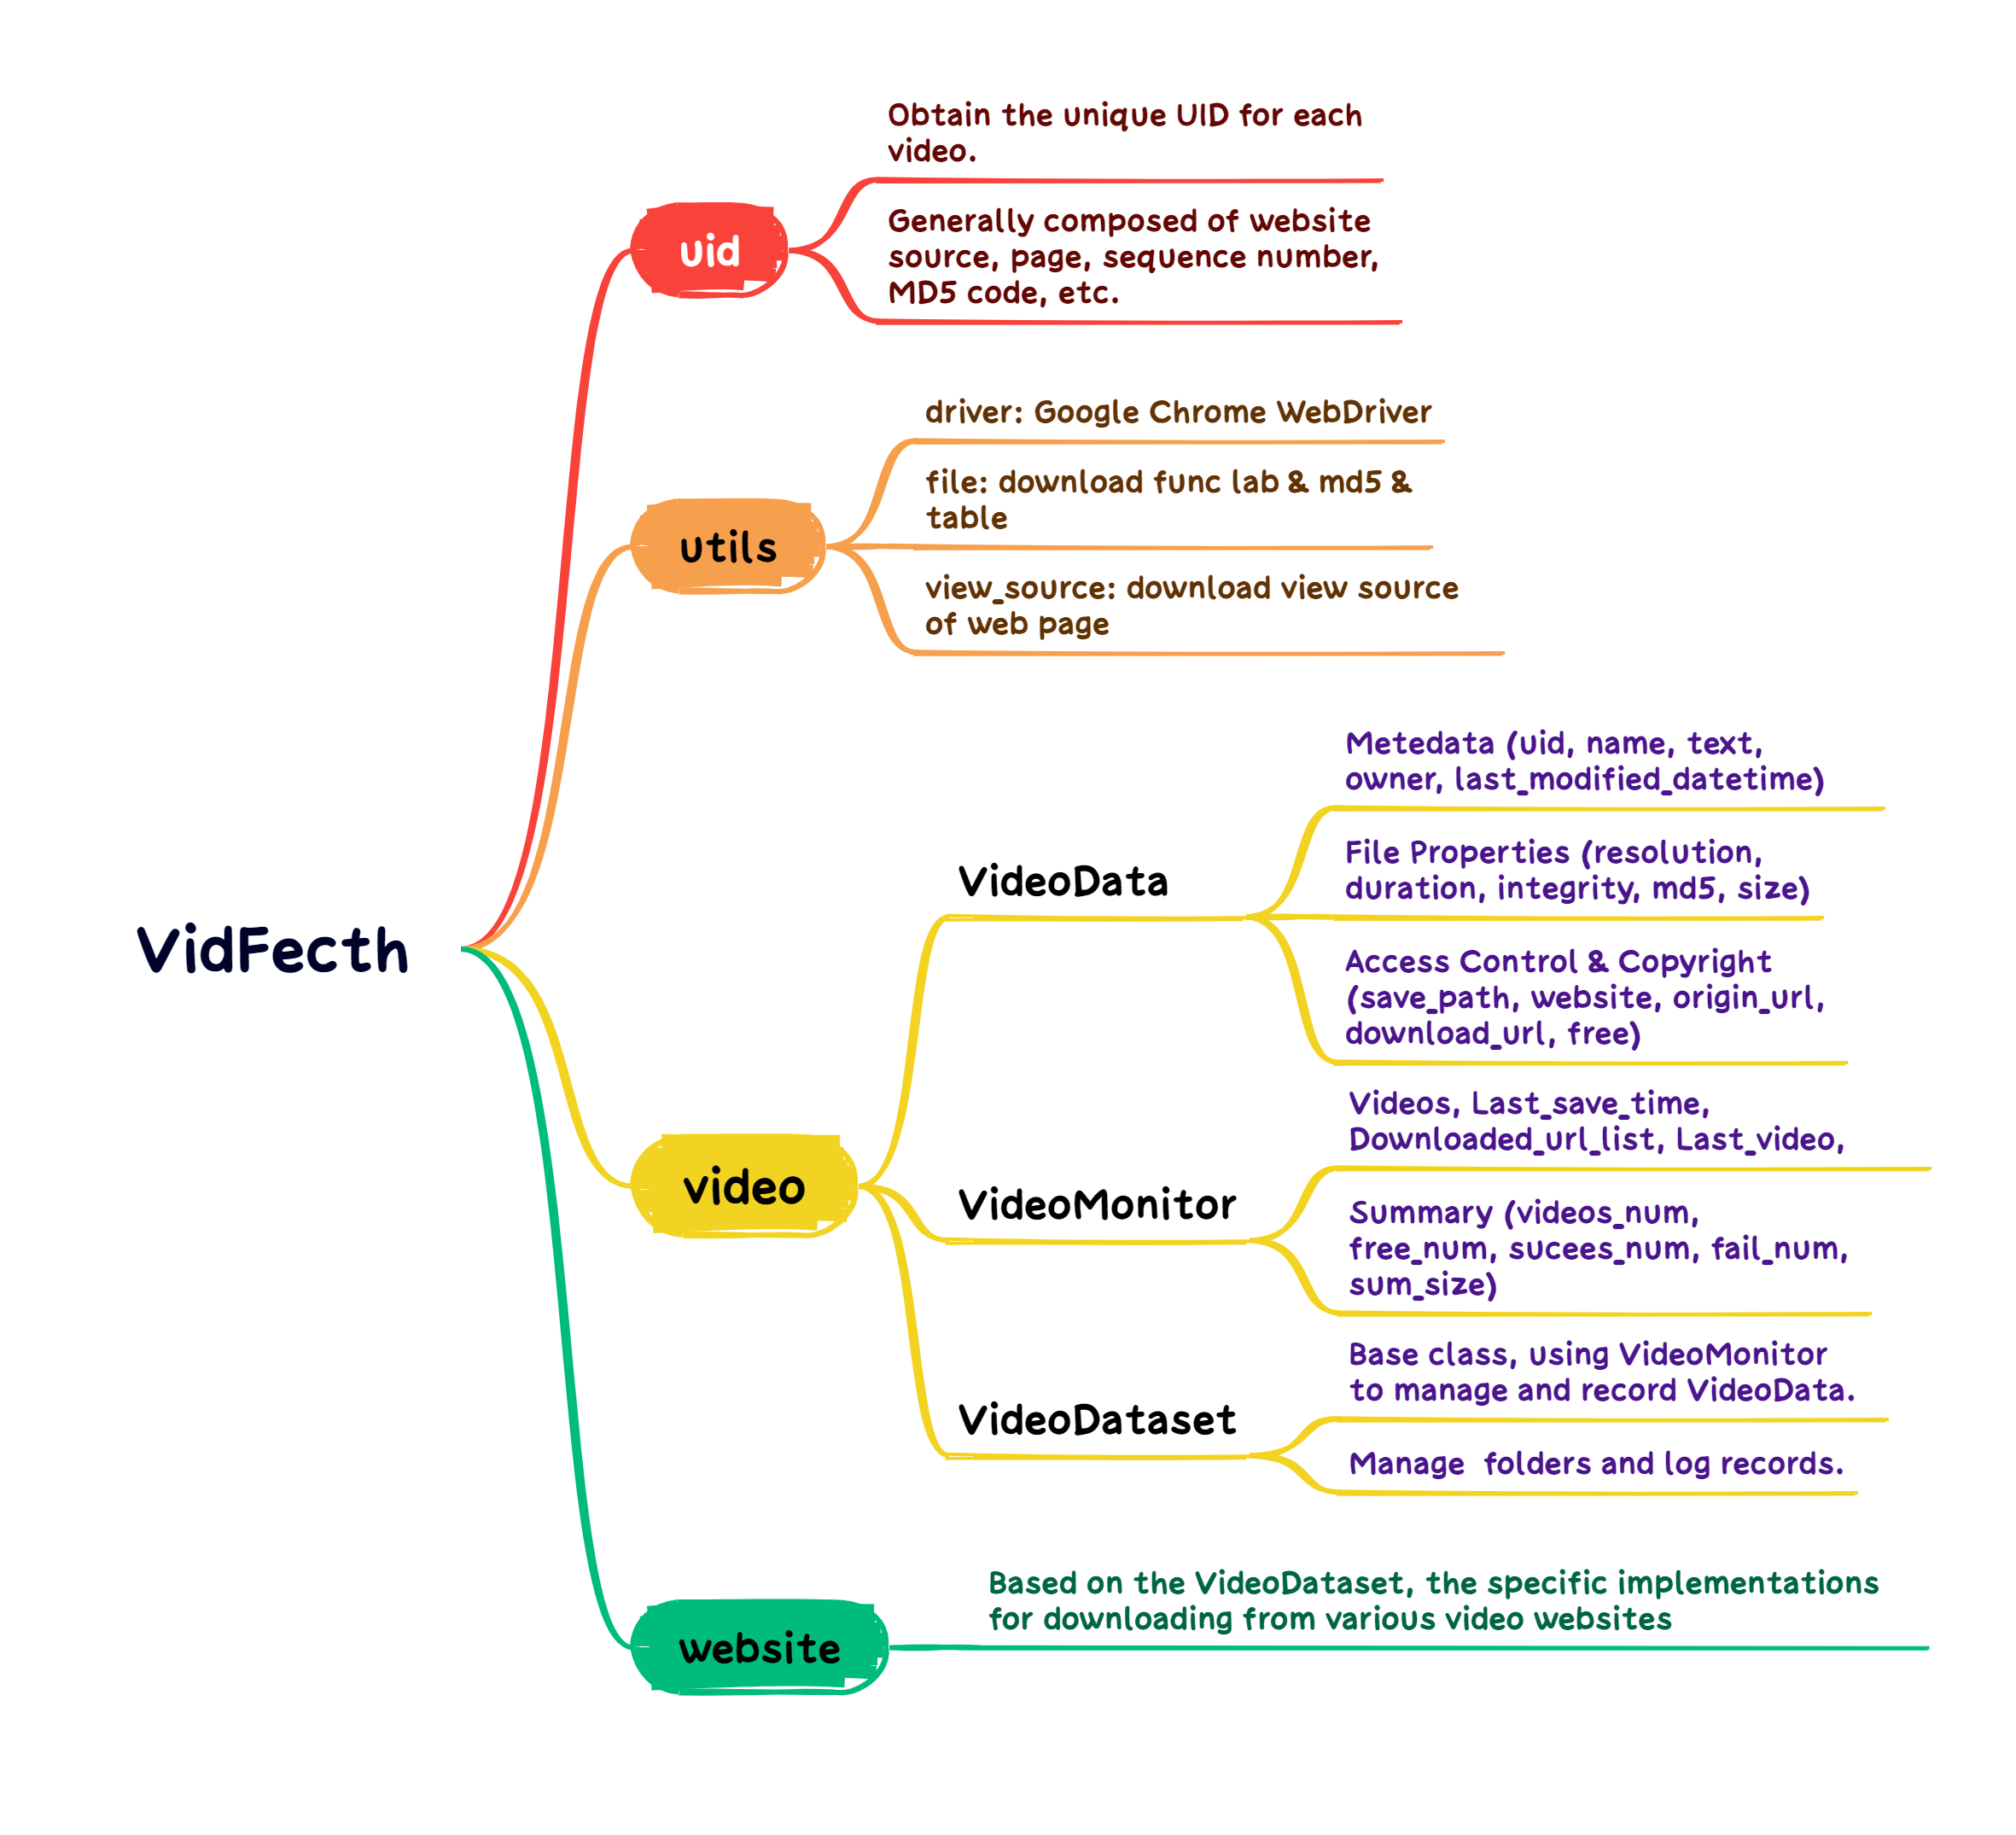 VidFecth
uid
Obtain the unique UID for each
video.
Generally composed of website
source, page, sequence number,
MD5 code, etc.
utils
driver: Google Chrome WebDriver
file: download func lab & md5 &
table
view_source: download view source
of web page
video
VideoData
Metedata (uid, name, text,
owner, last_modified_datetime)
File Properties (resolution,
duration, integrity, md5, size)
Access Control & Copyright
(save_path, website, origin_url,
download_url, free)
VideoMonitor
Videos, Last_save_time,
Downloaded_url_list, Last_video,
Summary (videos_num,
free_num, sucees_num, fail_num,
sum_size)
VideoDataset
Base class, using VideoMonitor
to manage and record VideoData.
Manage  folders and log records.
website
Based on the VideoDataset, the specific implementations
for downloading from various video websites